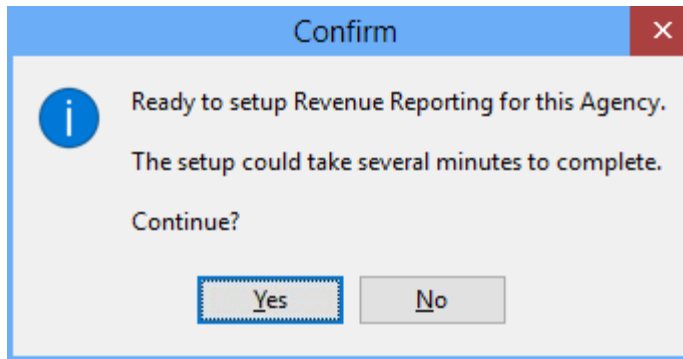 Confirm
Ready to setup Revenue Reporting for this Agency.
The setup could take several minutes to complete.
Continue?
Yes
No